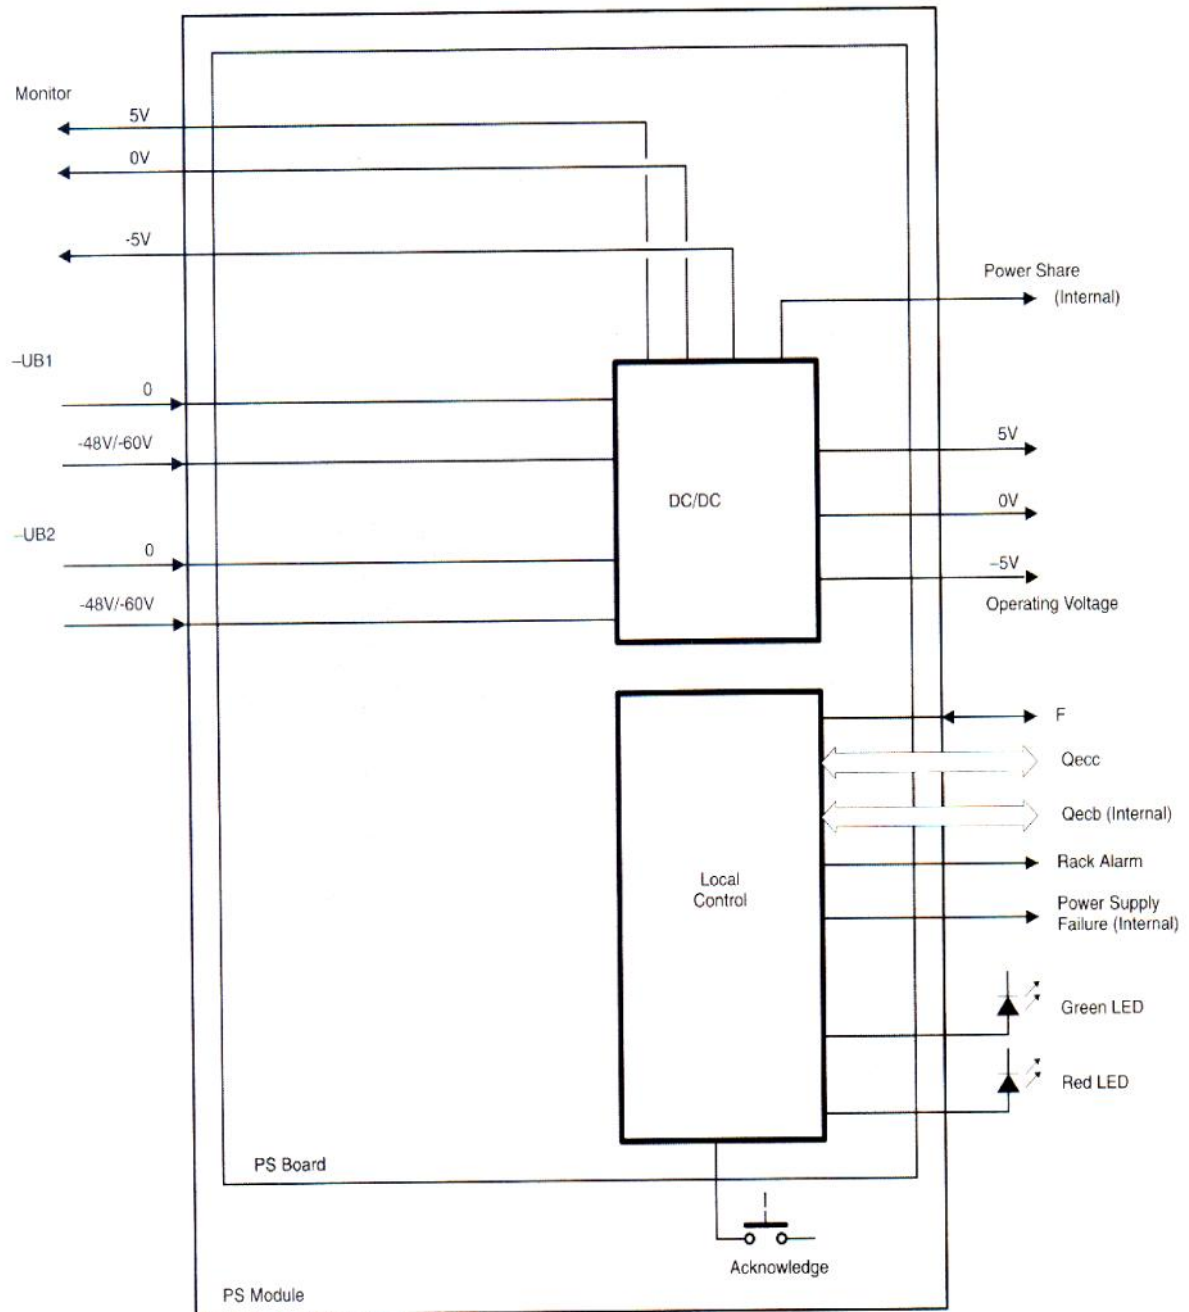 Monitor
5V
0V
-5V
Power Share
(Internal)
–UB1
0
-48V/-60V
5V
DC/DC
0V
–UB2
0
–5V
-48V/-60V
Operating Voltage
F
Qecc
Qecb (Internal)
Rack Alarm
Local
Control
Power Supply
Failure (Internal)
Green LED
Red LED
PS Board
Acknowledge
PS Module